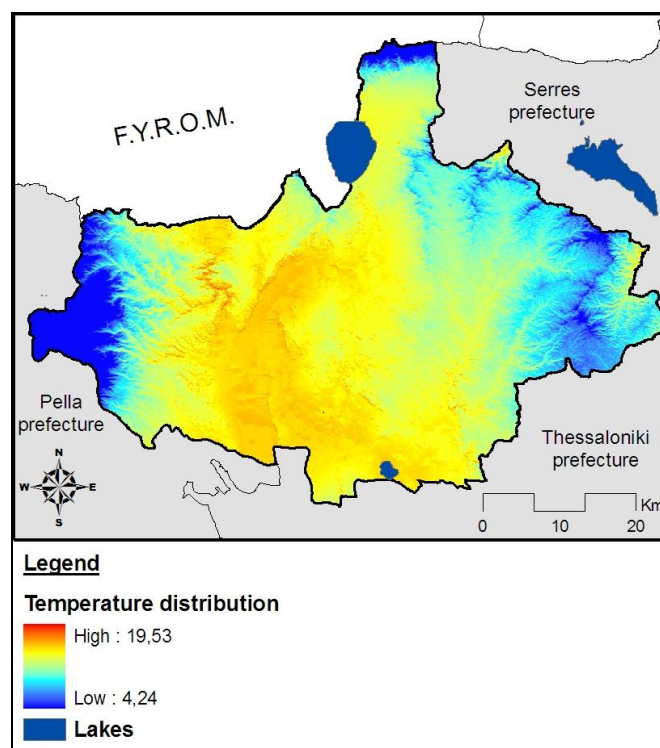 F.Y.R.O.M.
Serres
prefecture
Pella
prefecture
Thessaloniki
prefecture
N
W E
S
Km
0 10 20
Legend
Temperature distribution
High : 19,53
Low : 4,24
Lakes